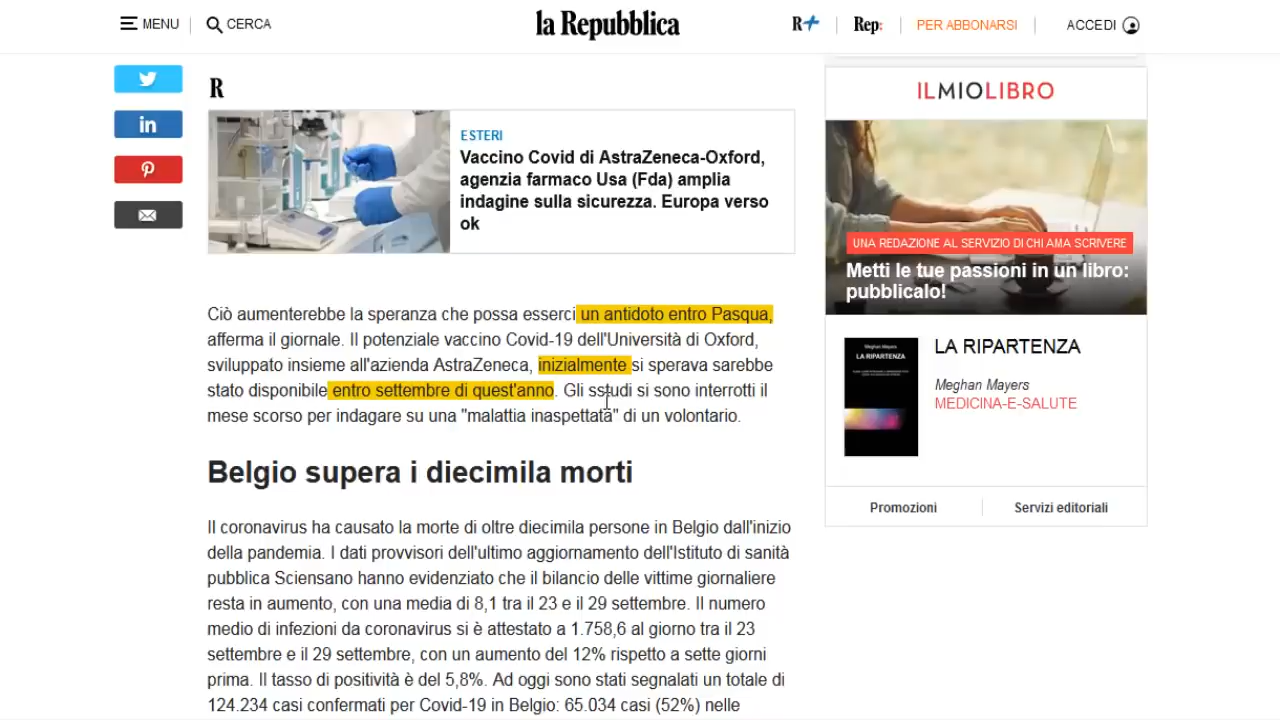 MENU
CERCA
la Repubblica
R+
Rep:
PER ABBONARSI
ACCEDI
in
R
ESTERI
Vaccino Covid di AstraZeneca-Oxford,
agenzia farmaco Usa (Fda) amplia
indagine sulla sicurezza. Europa verso
ok
Ciò aumenterebbe la speranza che possa esserci un antidoto entro Pasqua,
afferma il giornale. Il potenziale vaccino Covid-19 dell'Università di Oxford,
sviluppato insieme all'azienda AstraZeneca, inizialmente si sperava sarebbe
stato disponibile entro settembre di quest'anno. Gli sstudi si sono interrotti il
mese scorso per indagare su una "malattia inaspettata" di un volontario.
Belgio supera i diecimila morti
Il coronavirus ha causato la morte di oltre diecimila persone in Belgio dall'inizio
della pandemia. I dati provvisori dell'ultimo aggiornamento dell'Istituto di sanità
pubblica Sciensano hanno evidenziato che il bilancio delle vittime giornaliere
resta in aumento, con una media di 8,1 tra il 23 e il 29 settembre. Il numero
medio di infezioni da coronavirus si è attestato a 1.758,6 al giorno tra il 23
settembre e il 29 settembre, con un aumento del 12% rispetto a sette giorni
prima. Il tasso di positività è del 5,8%. Ad oggi sono stati segnalati un totale di
124.234 casi confermati per Covid-19 in Belgio: 65.034 casi (52%) nelle
ILMIOLIBRO
UNA REDAZIONE AL SERVIZIO DI CHI AMA SCRIVERE
Metti le tue passioni in un libro:
pubblicalo!
Meghan Mayers
LA RIPARTENZA
LA RIPARTENZA
Meghan Mayers
MEDICINA-E-SALUTE
Promozioni
Servizi editoriali